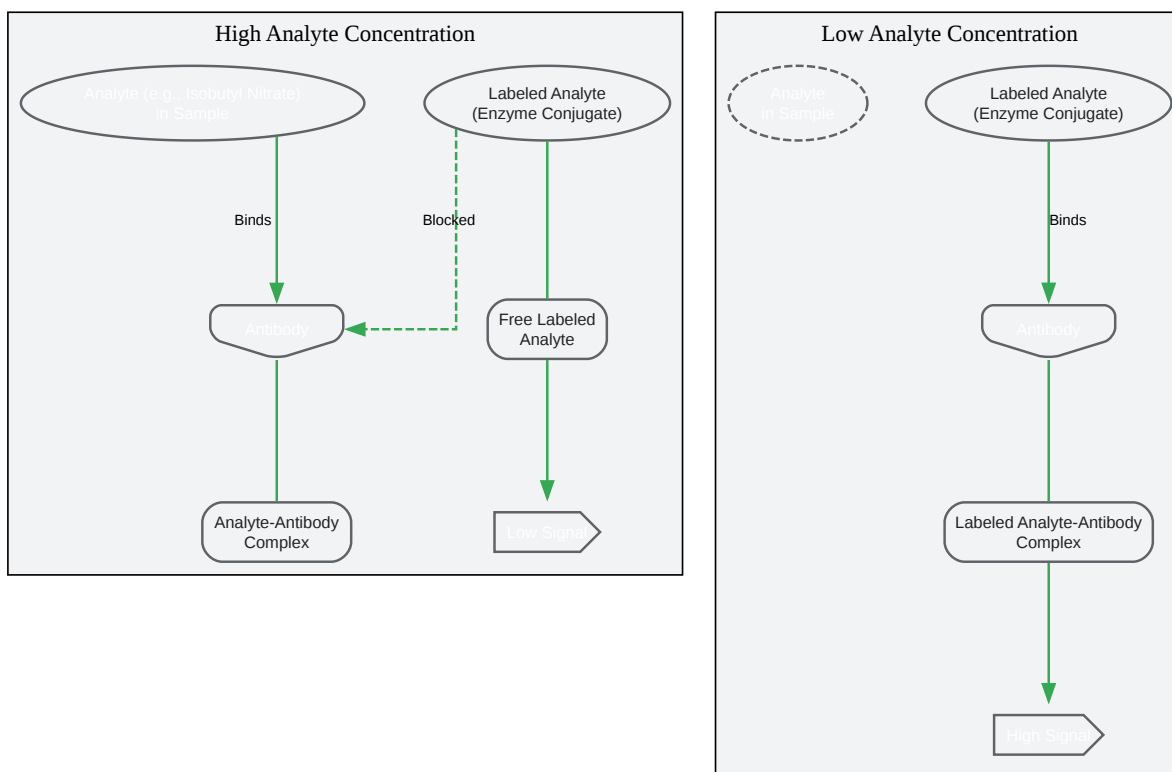 High Analyte Concentration
Analyte (e.g., Isobutyl Nitrate)
in Sample
Labeled Analyte
(Enzyme Conjugate)
Binds
Blocked
Antibody
Free Labeled
Analyte
Analyte-Antibody
Complex
Low Signal
Low Analyte Concentration
Analyte
in Sample
Labeled Analyte
(Enzyme Conjugate)
Binds
Antibody
Labeled Analyte-Antibody
Complex
High Signal